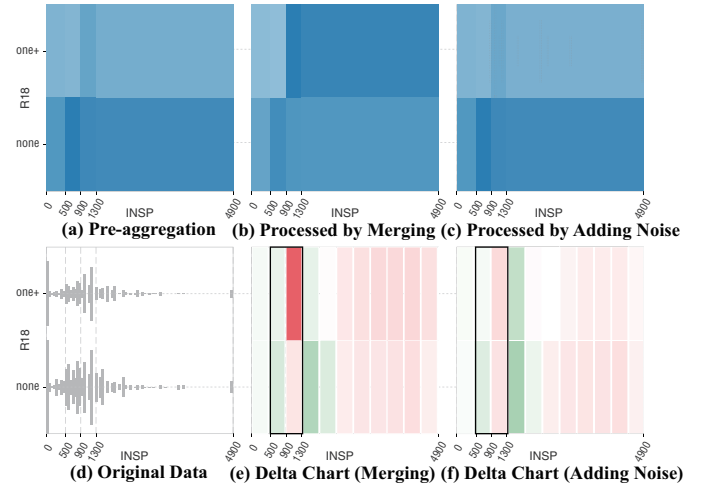 one+
R18
none
0 500 900 1300 4900
INSP
0 500 900 1300 4900
INSP
0 500 900 1300 4900
INSP
(a) Pre-aggregation (b) Processed by Merging (c) Processed by Adding Noise
one+
R18
none
0 500 900 1300 4900
INSP
0 500 900 1300 4900
INSP
0 500 900 1300 4900
INSP
(d) Original Data (e) Delta Chart (Merging) (f) Delta Chart (Adding Noise)